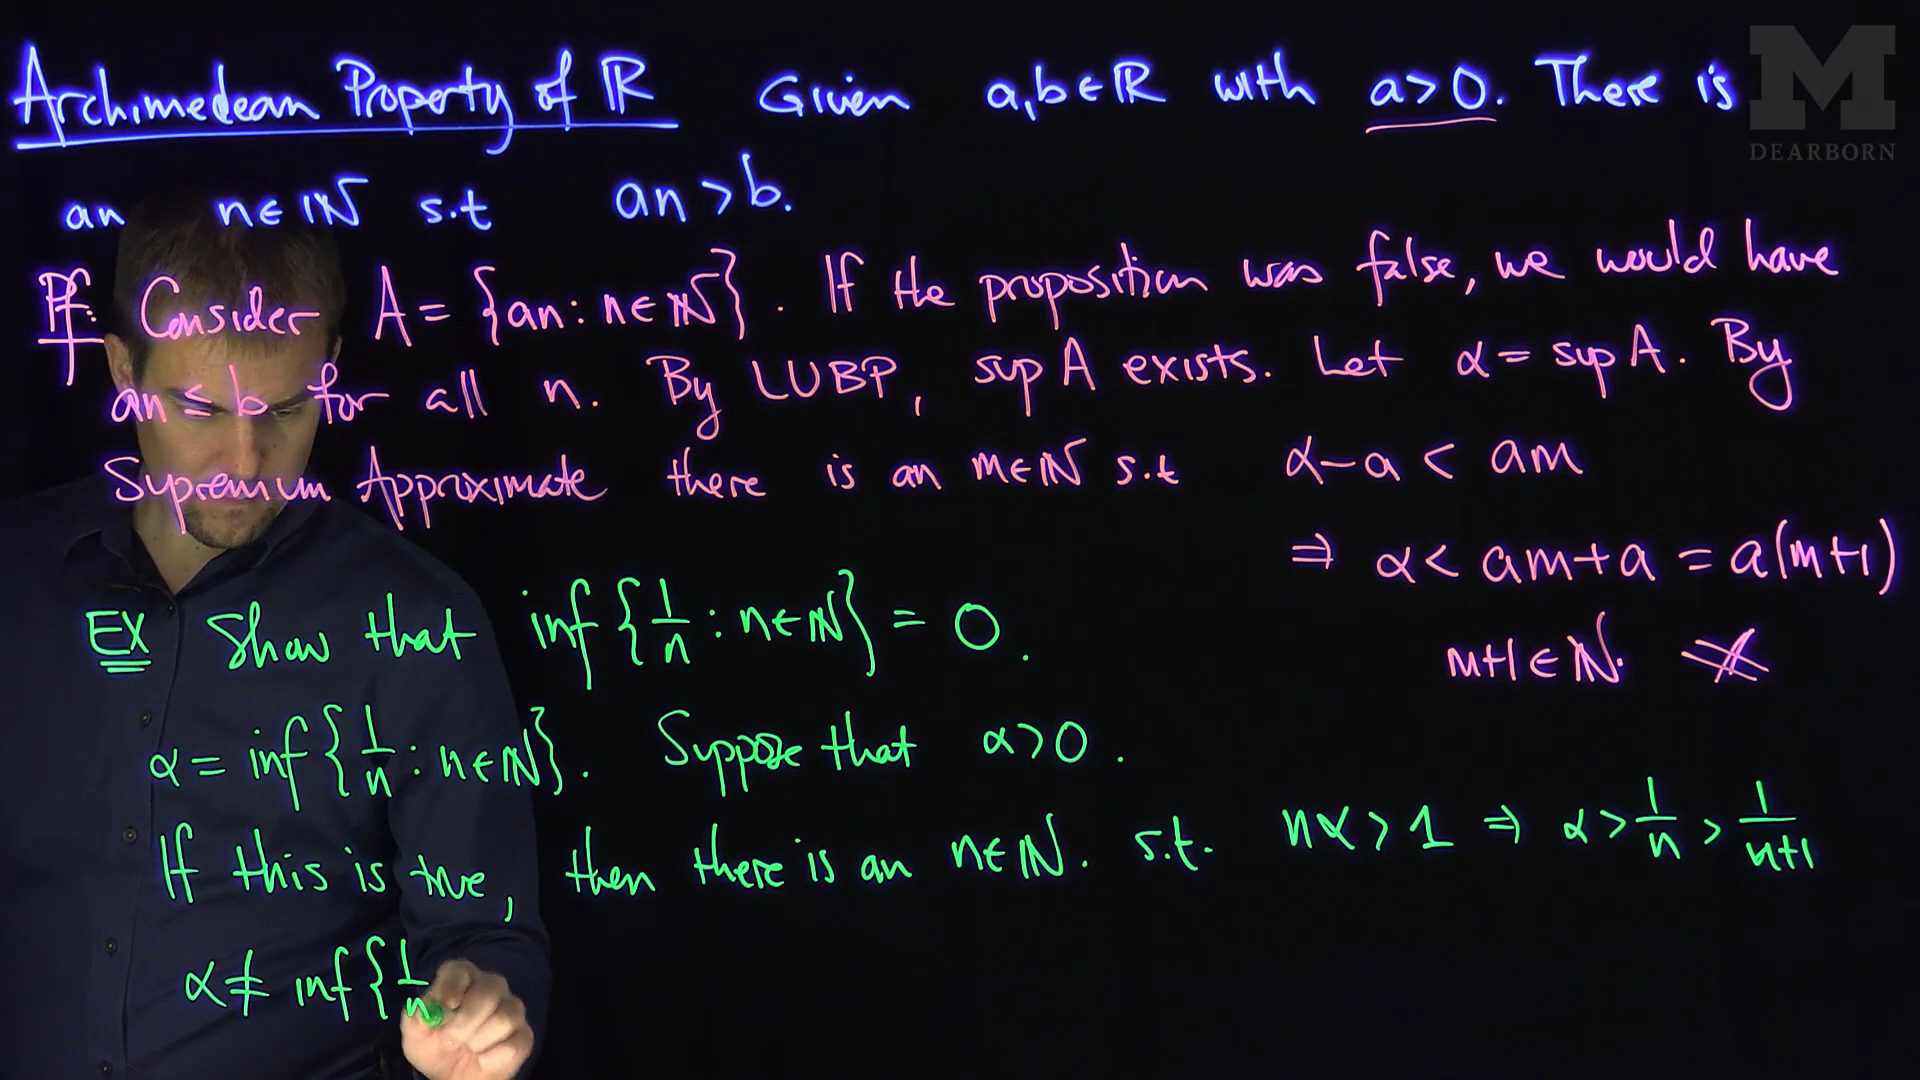 Archimedean Property of ℝ Given a,b∈ℝ with a>0. There is
an n∈ℕ s.t an>b.
Pf: Consider A = {an : n∈ℕ}. If the proposition was false, we would have
an ≤ b for all n. By LUBP, sup A exists. Let α = sup A. By
Supremum Approximate there is an m∈ℕ s.t α-a < am
⇒ α < am+a = a(m+1)
m+1∈ℕ.
EX Show that inf{1/n : n∈ℕ} = 0.
α = inf{1/n : n∈ℕ}. Suppose that α>0.
If this is true, then there is an n∈ℕ. s.t. nα>1 ⇒ α>1/n>1/n+1
α≠ inf{1/n
M
DEARBORN